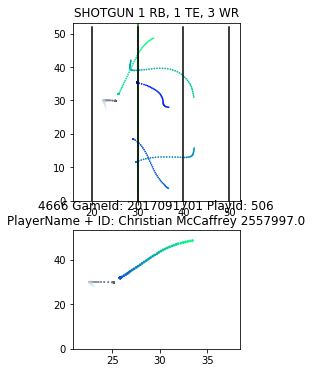 SHOTGUN 1 RB, 1 TE, 3 WR
50
40
30
20
10
0
20 30 40 50
4666 GameId: 2017091701 PlayId: 506
PlayerName + ID: Christian McCaffrey 2557997.0
40
20
0
25 30 35